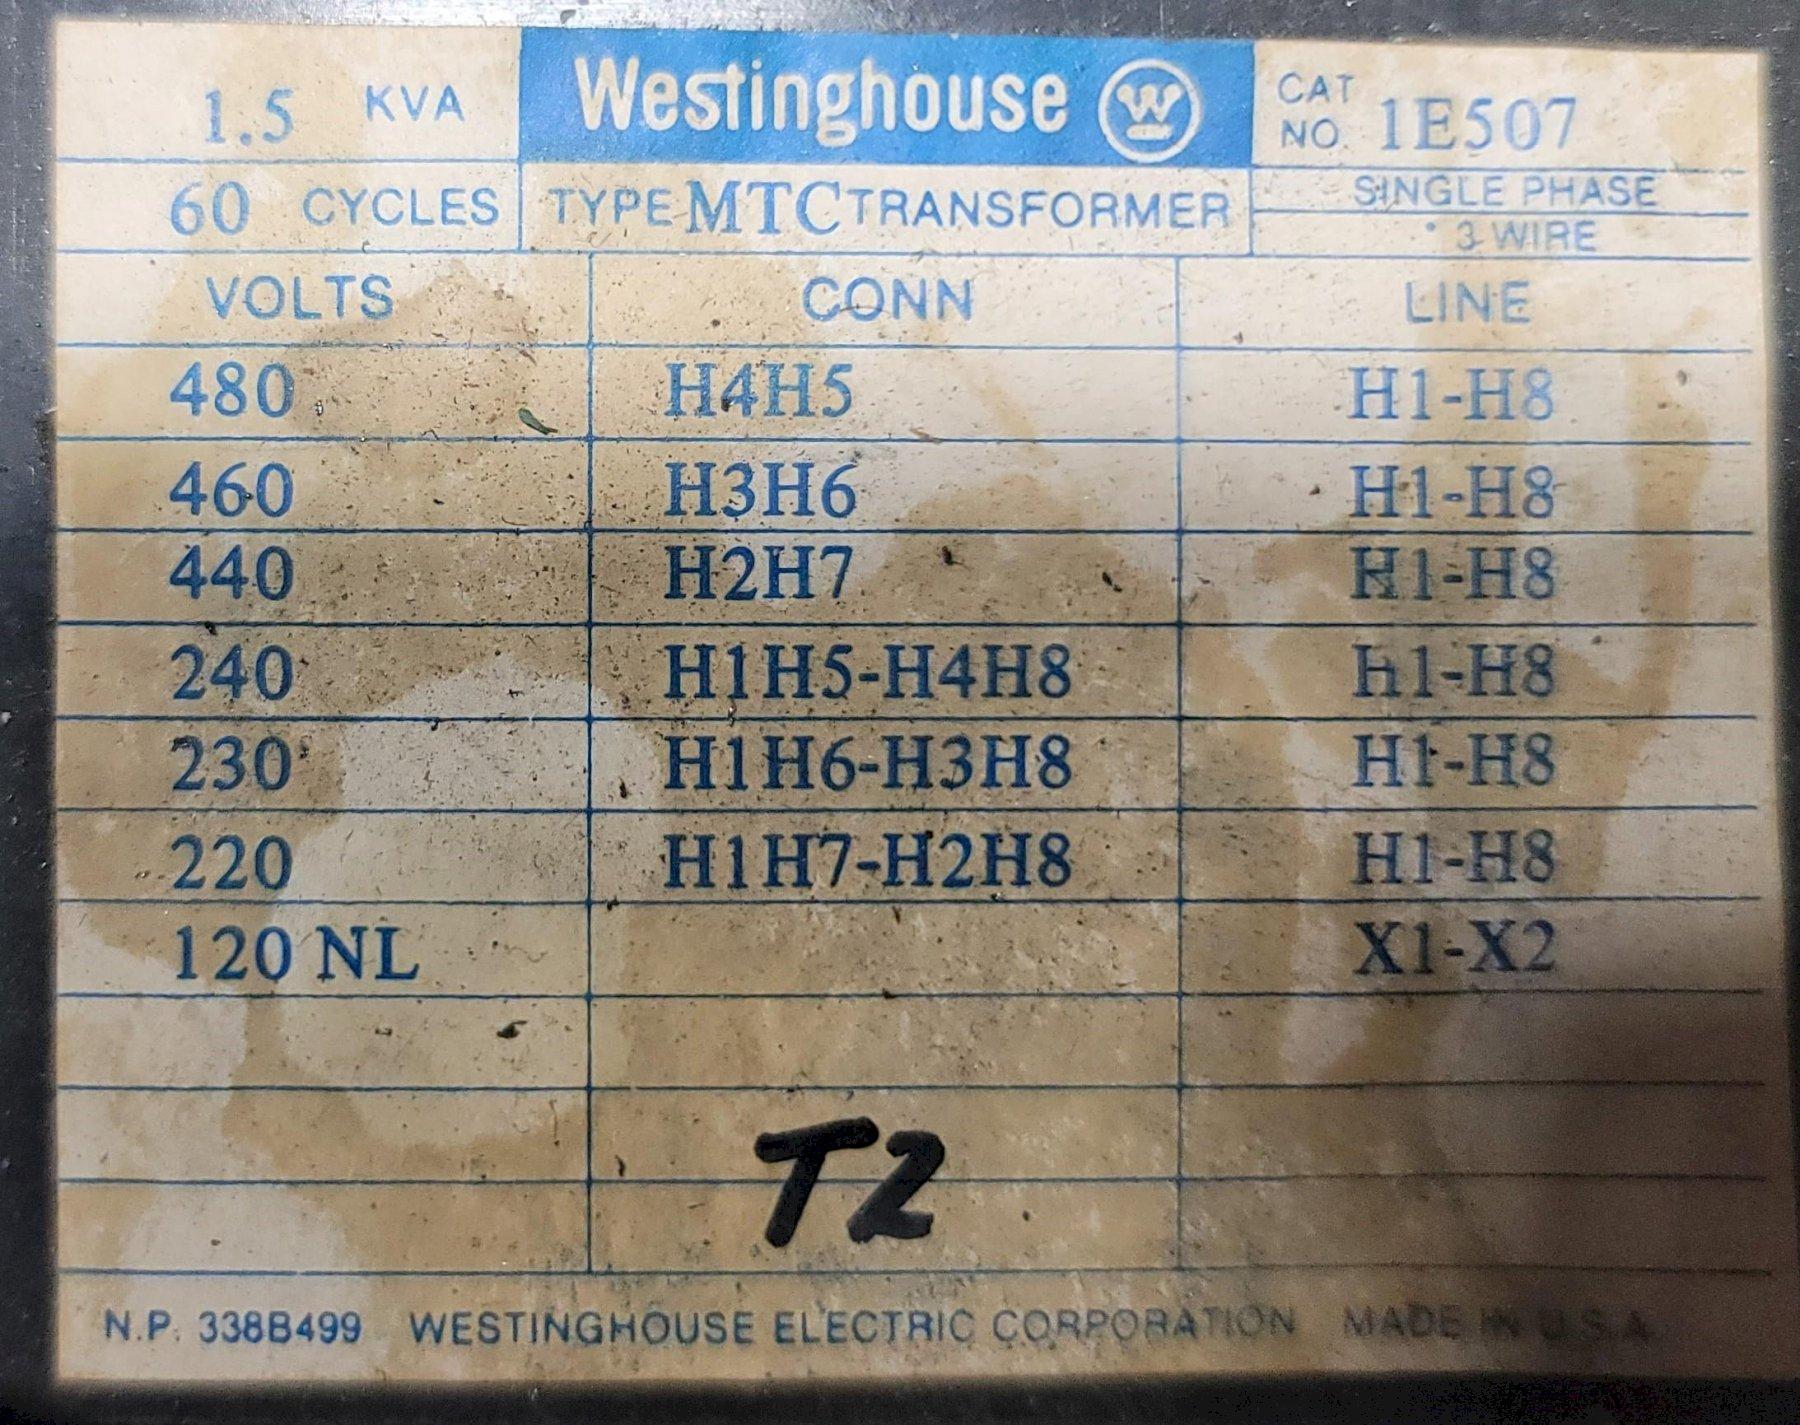 1.5 KVA Westinghouse W CAT NO. 1E507
60 CYCLES TYPE MTC TRANSFORMER SINGLE PHASE
3 WIRE
VOLTS CONN LINE
480 H4H5 H1-H8
460 H3H6 H1-H8
440 H2H7 H1-H8
240 H1H5-H4H8 H1-H8
230 H1H6-H3H8 H1-H8
220 H1H7-H2H8 H1-H8
120 NL X1-X2
T2
N.P. 338B499 WESTINGHOUSE ELECTRIC CORPORATION MADE IN U.S.A.